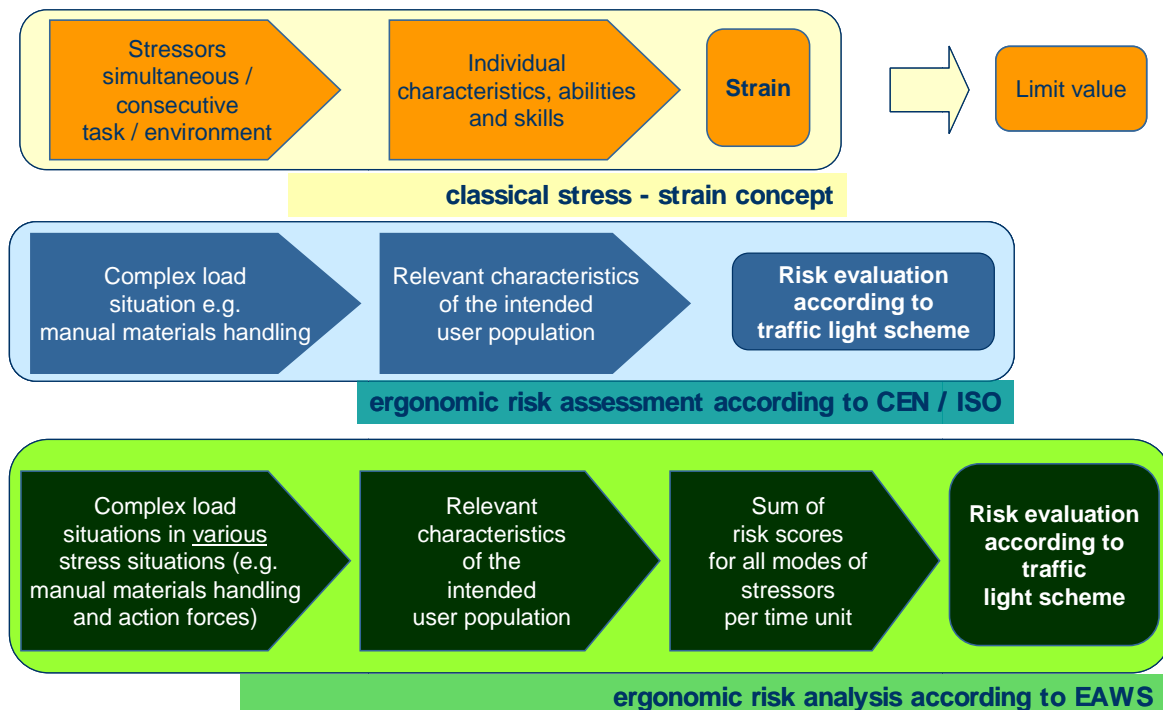 Stressors
simultaneous /
consecutive
task / environment
Individual
characteristics, abilities
and skills
Strain
Limit value
classical stress - strain concept
Complex load
situation e.g.
manual materials handling
Relevant characteristics
of the intended
user population
Risk evaluation
according to
traffic light scheme
ergonomic risk assessment according to CEN / ISO
Complex load
situations in various
stress situations (e.g.
manual materials handling
and action forces)
Relevant
characteristics
of the
intended
user population
Sum of
risk scores
for all modes of
stressors
per time unit
Risk evaluation
according to
traffic
light scheme
ergonomic risk analysis according to EAWS